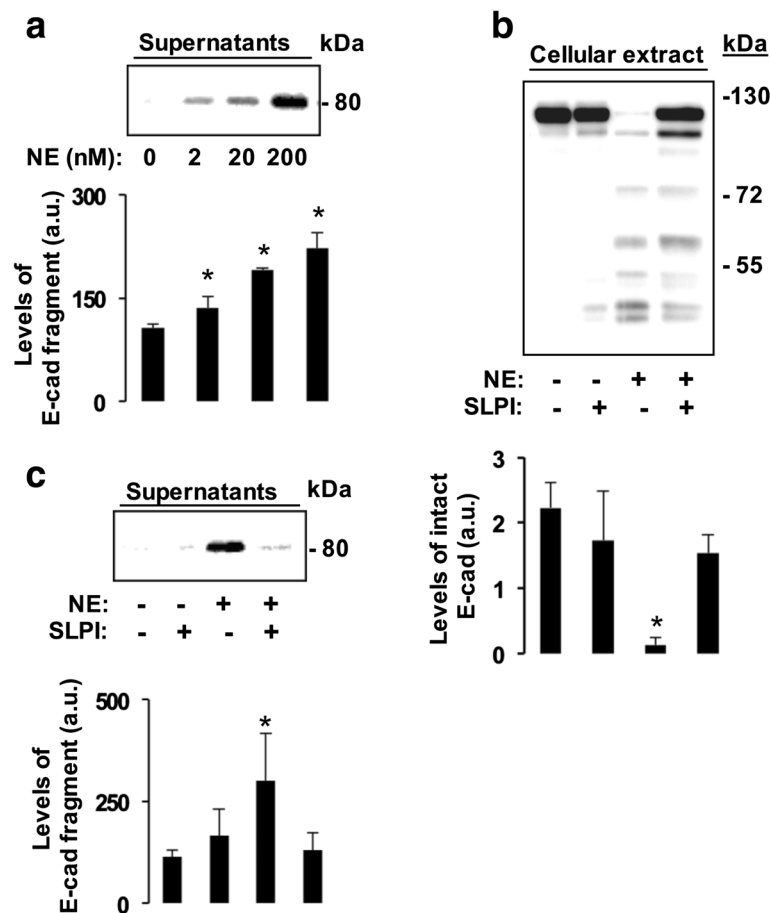 a
Supernatants kDa
- 80
NE (nM): 0 2 20 200
Levels of
E-cad fragment (a.u.)
300
150
0
* * *
b
Cellular extract kDa
-130
-72
-55
NE: - - + +
SLPI: - + - +
Levels of intact
E-cad (a.u.)
3
2
1
0
*
c
Supernatants kDa
- 80
NE: - - + +
SLPI: - + - +
Levels of
E-cad fragment (a.u.)
500
250
0
*